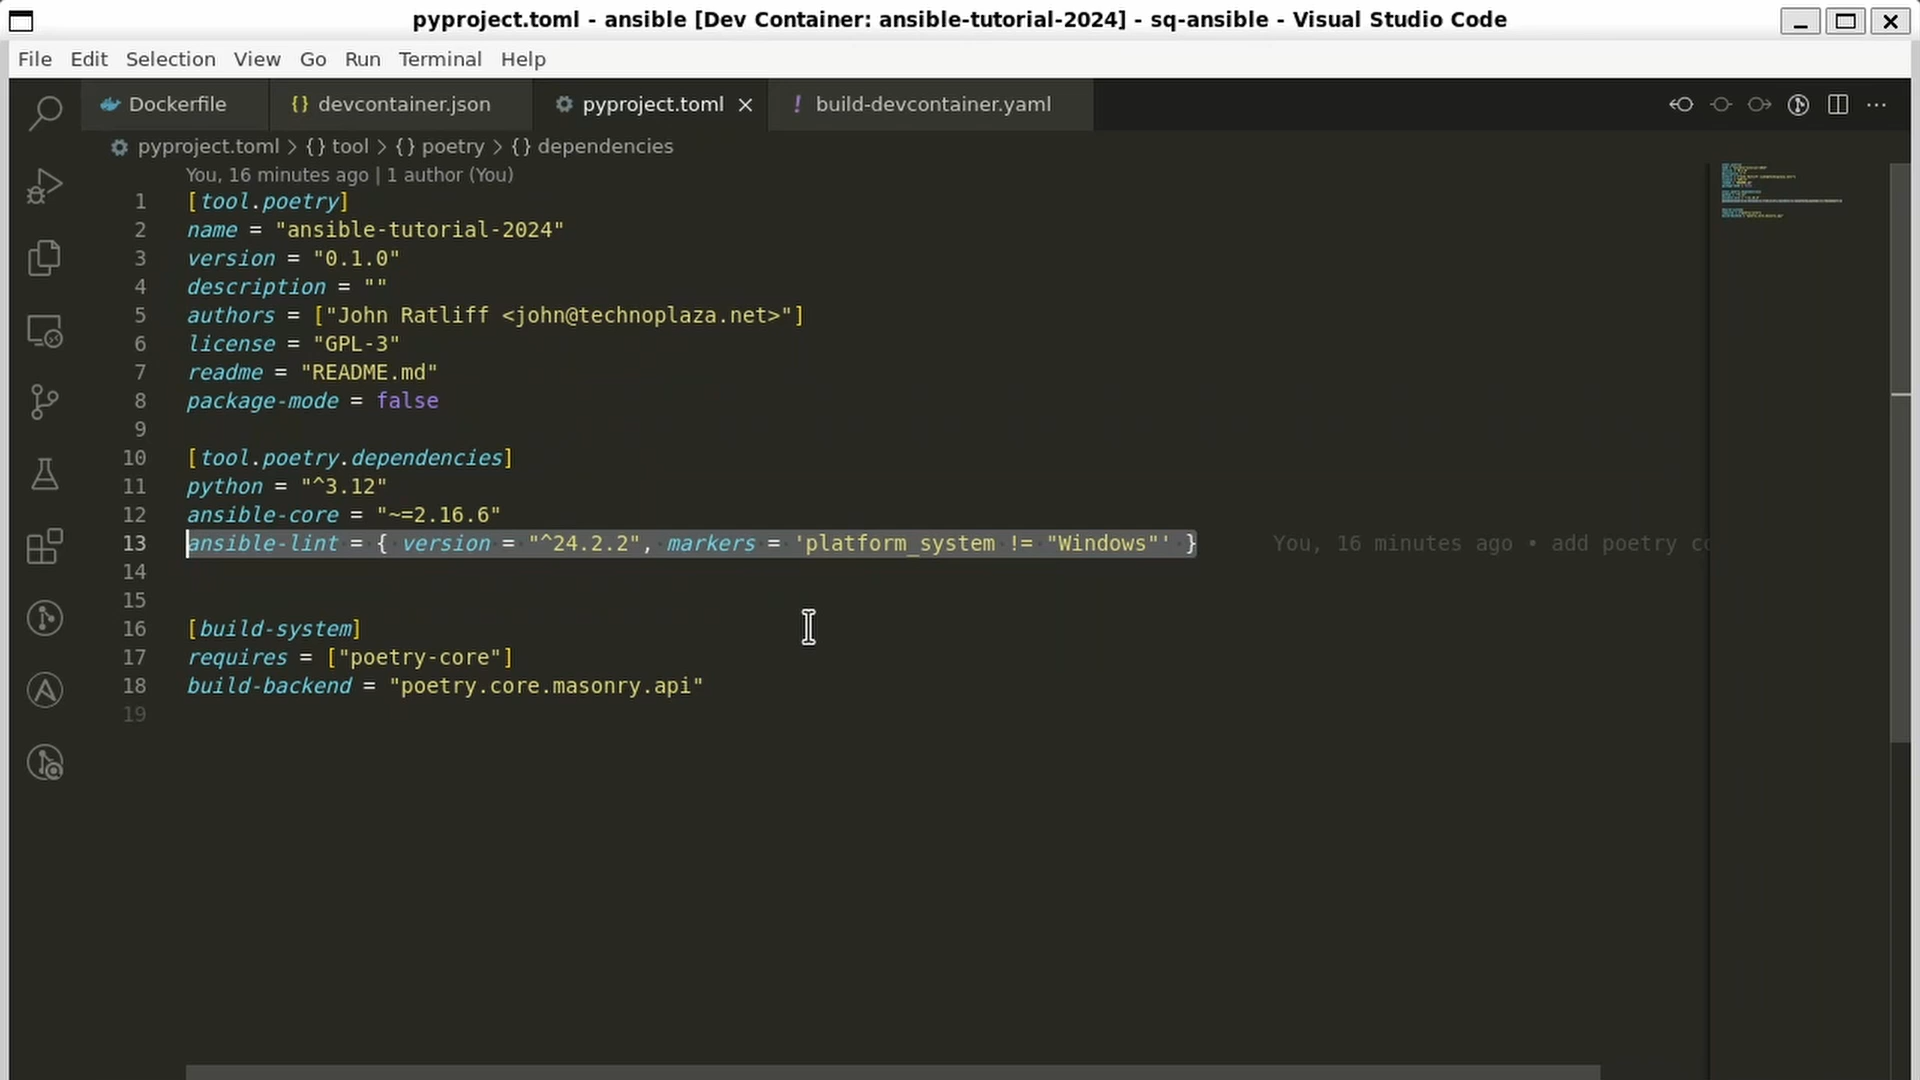 pyproject.toml - ansible [Dev Container: ansible-tutorial-2024] - sq-ansible - Visual Studio Code
File Edit Selection View Go Run Terminal Help
Dockerfile {} devcontainer.json pyproject.toml × ! build-devcontainer.yaml
pyproject.toml > {} tool > {} poetry > {} dependencies
You, 16 minutes ago | 1 author (You)
1 [tool.poetry]
2 name = "ansible-tutorial-2024"
3 version = "0.1.0"
4 description = ""
5 authors = ["John Ratliff <john@technoplaza.net>"]
6 license = "GPL-3"
7 readme = "README.md"
8 package-mode = false
9
10 [tool.poetry.dependencies]
11 python = "^3.12"
12 ansible-core = "~=2.16.6"
13 ansible-lint = { version = "^24.2.2", markers = 'platform_system != "Windows"' } You, 16 minutes ago • add poetry
14
15
16 [build-system]
17 requires = ["poetry-core"]
18 build-backend = "poetry.core.masonry.api"
19